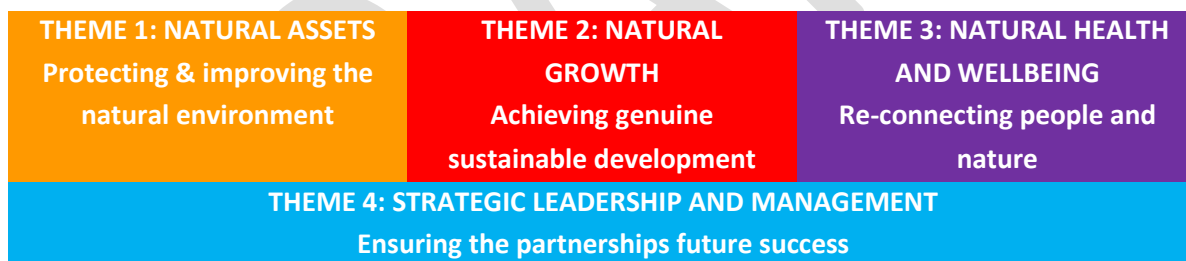 THEME 1: NATURAL ASSETS
Protecting & improving the
natural environment
THEME 2: NATURAL
GROWTH
Achieving genuine
sustainable development
THEME 3: NATURAL HEALTH
AND WELLBEING
Re-connecting people and
nature
THEME 4: STRATEGIC LEADERSHIP AND MANAGEMENT
Ensuring the partnerships future success